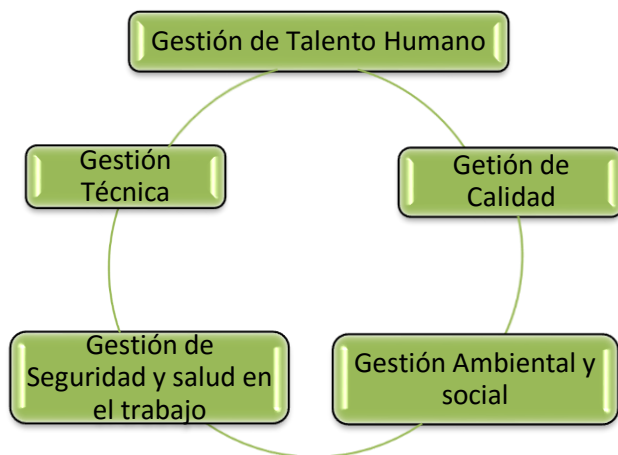 Gestión de Talento Humano
Gestión
Técnica
Getión de
Calidad
Gestión de
Seguridad y salud en
el trabajo
Gestión Ambiental y
social